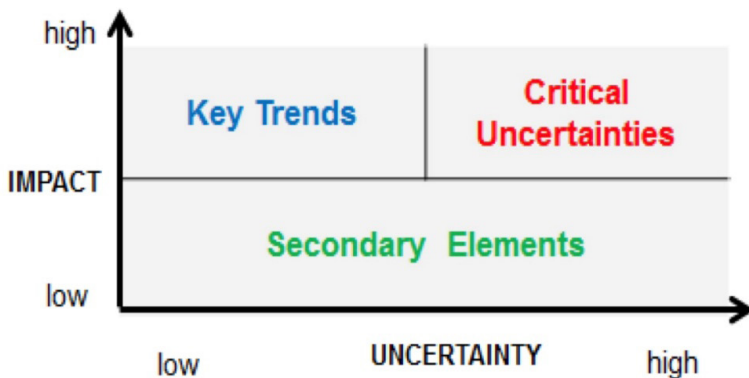 high
Key Trends
Critical
Uncertainties
IMPACT
Secondary Elements
low
low
UNCERTAINTY
high